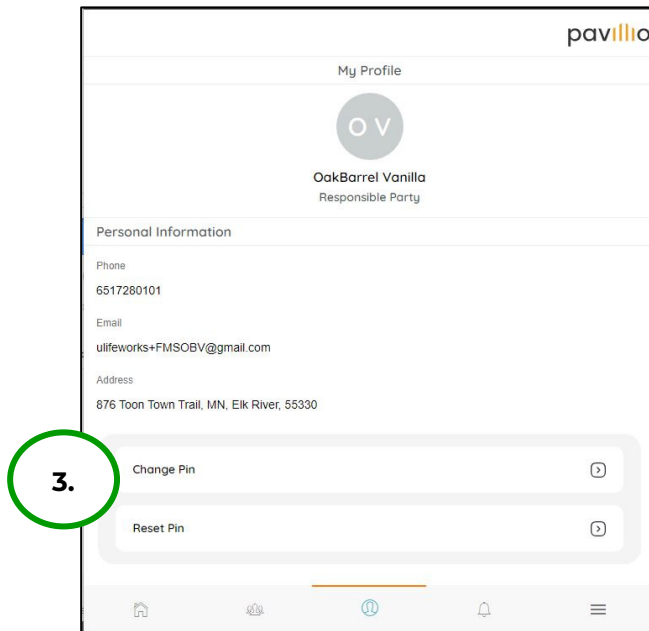 pavillio
My Profile
O V
OakBarrel Vanilla
Responsible Party
Personal Information
Phone
6517280101
Email
ulifeworks+FMSOBV@gmail.com
Address
876 Toon Town Trail, MN, Elk River, 55330
3.
Change Pin
Reset Pin